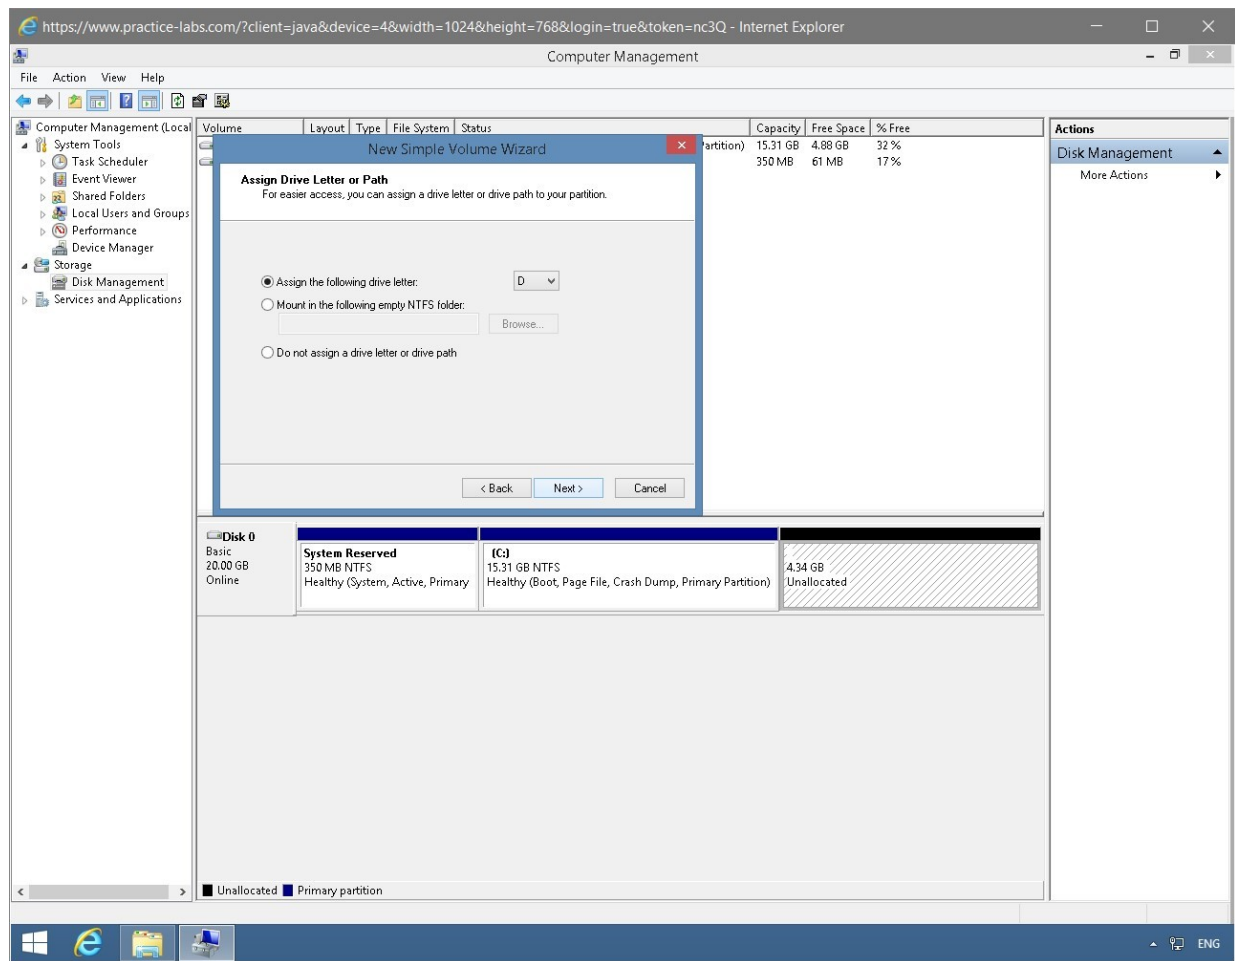 https://www.practice-labs.com/?client=java&device=4&width=1024&height=768&login=true&token=nc3Q - Internet Explorer
Computer Management
File Action View Help
Computer Management (Local
System Tools
Task Scheduler
Event Viewer
Shared Folders
Local Users and Groups
Performance
Device Manager
Storage
Disk Management
Services and Applications
Volume Layout Type File System Status Capacity Free Space % Free
artition) 15.31 GB 4.88 GB 32 %
350 MB 61 MB 17 %
New Simple Volume Wizard
Assign Drive Letter or Path
For easier access, you can assign a drive letter or drive path to your partition.
Assign the following drive letter: D
Mount in the following empty NTFS folder:
Browse...
Do not assign a drive letter or drive path
< Back Next > Cancel
Disk 0
Basic
20.00 GB
Online
System Reserved
350 MB NTFS
Healthy (System, Active, Primary
(C:)
15.31 GB NTFS
Healthy (Boot, Page File, Crash Dump, Primary Partition)
4.34 GB
Unallocated
Unallocated Primary partition
Actions
Disk Management
More Actions
ENG